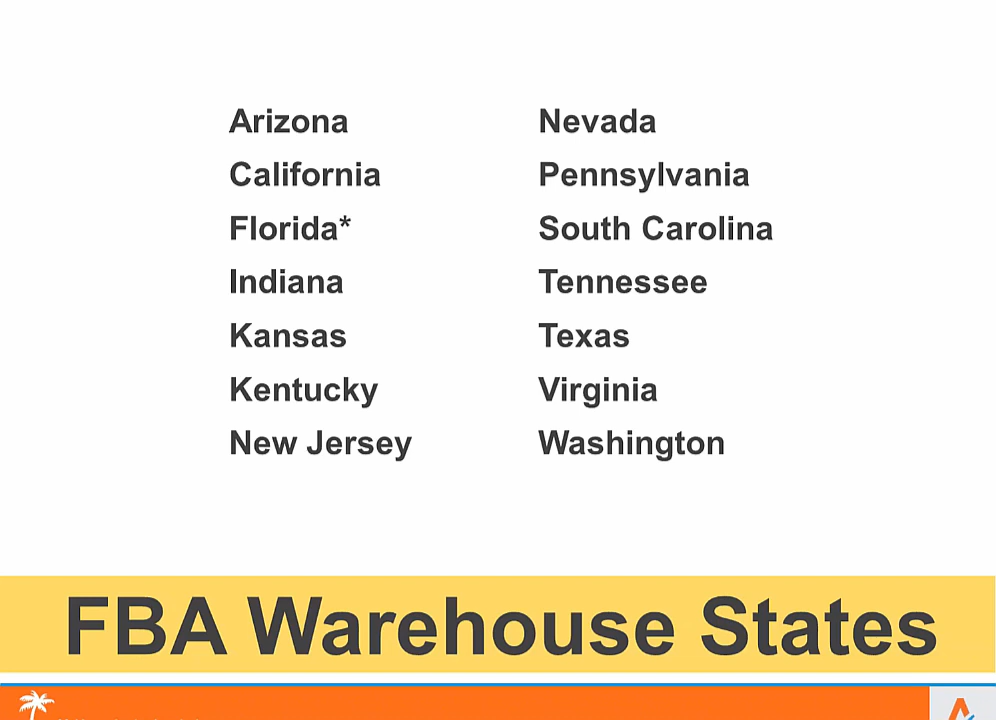 Arizona
California
Florida*
Indiana
Kansas
Kentucky
New Jersey
Nevada
Pennsylvania
South Carolina
Tennessee
Texas
Virginia
Washington
FBA Warehouse States